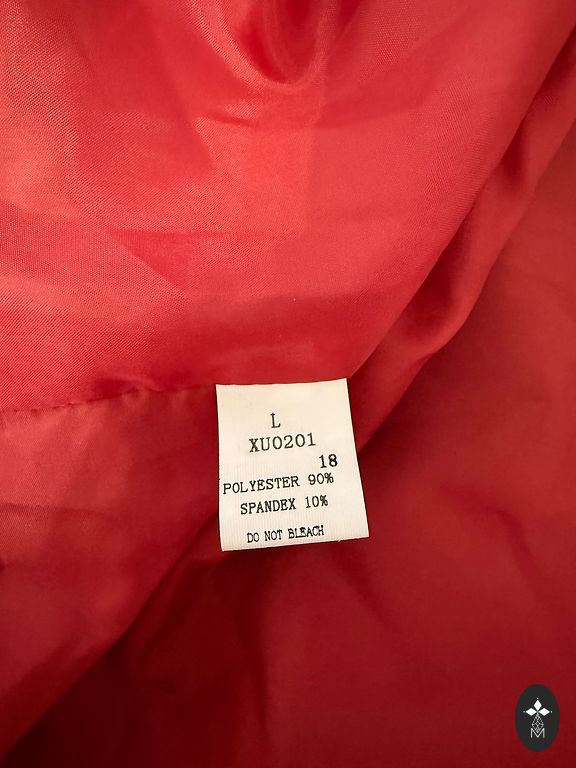 L
XU0201
18
POLYESTER 90%
SPANDEX 10%
DO NOT BLEACH
M